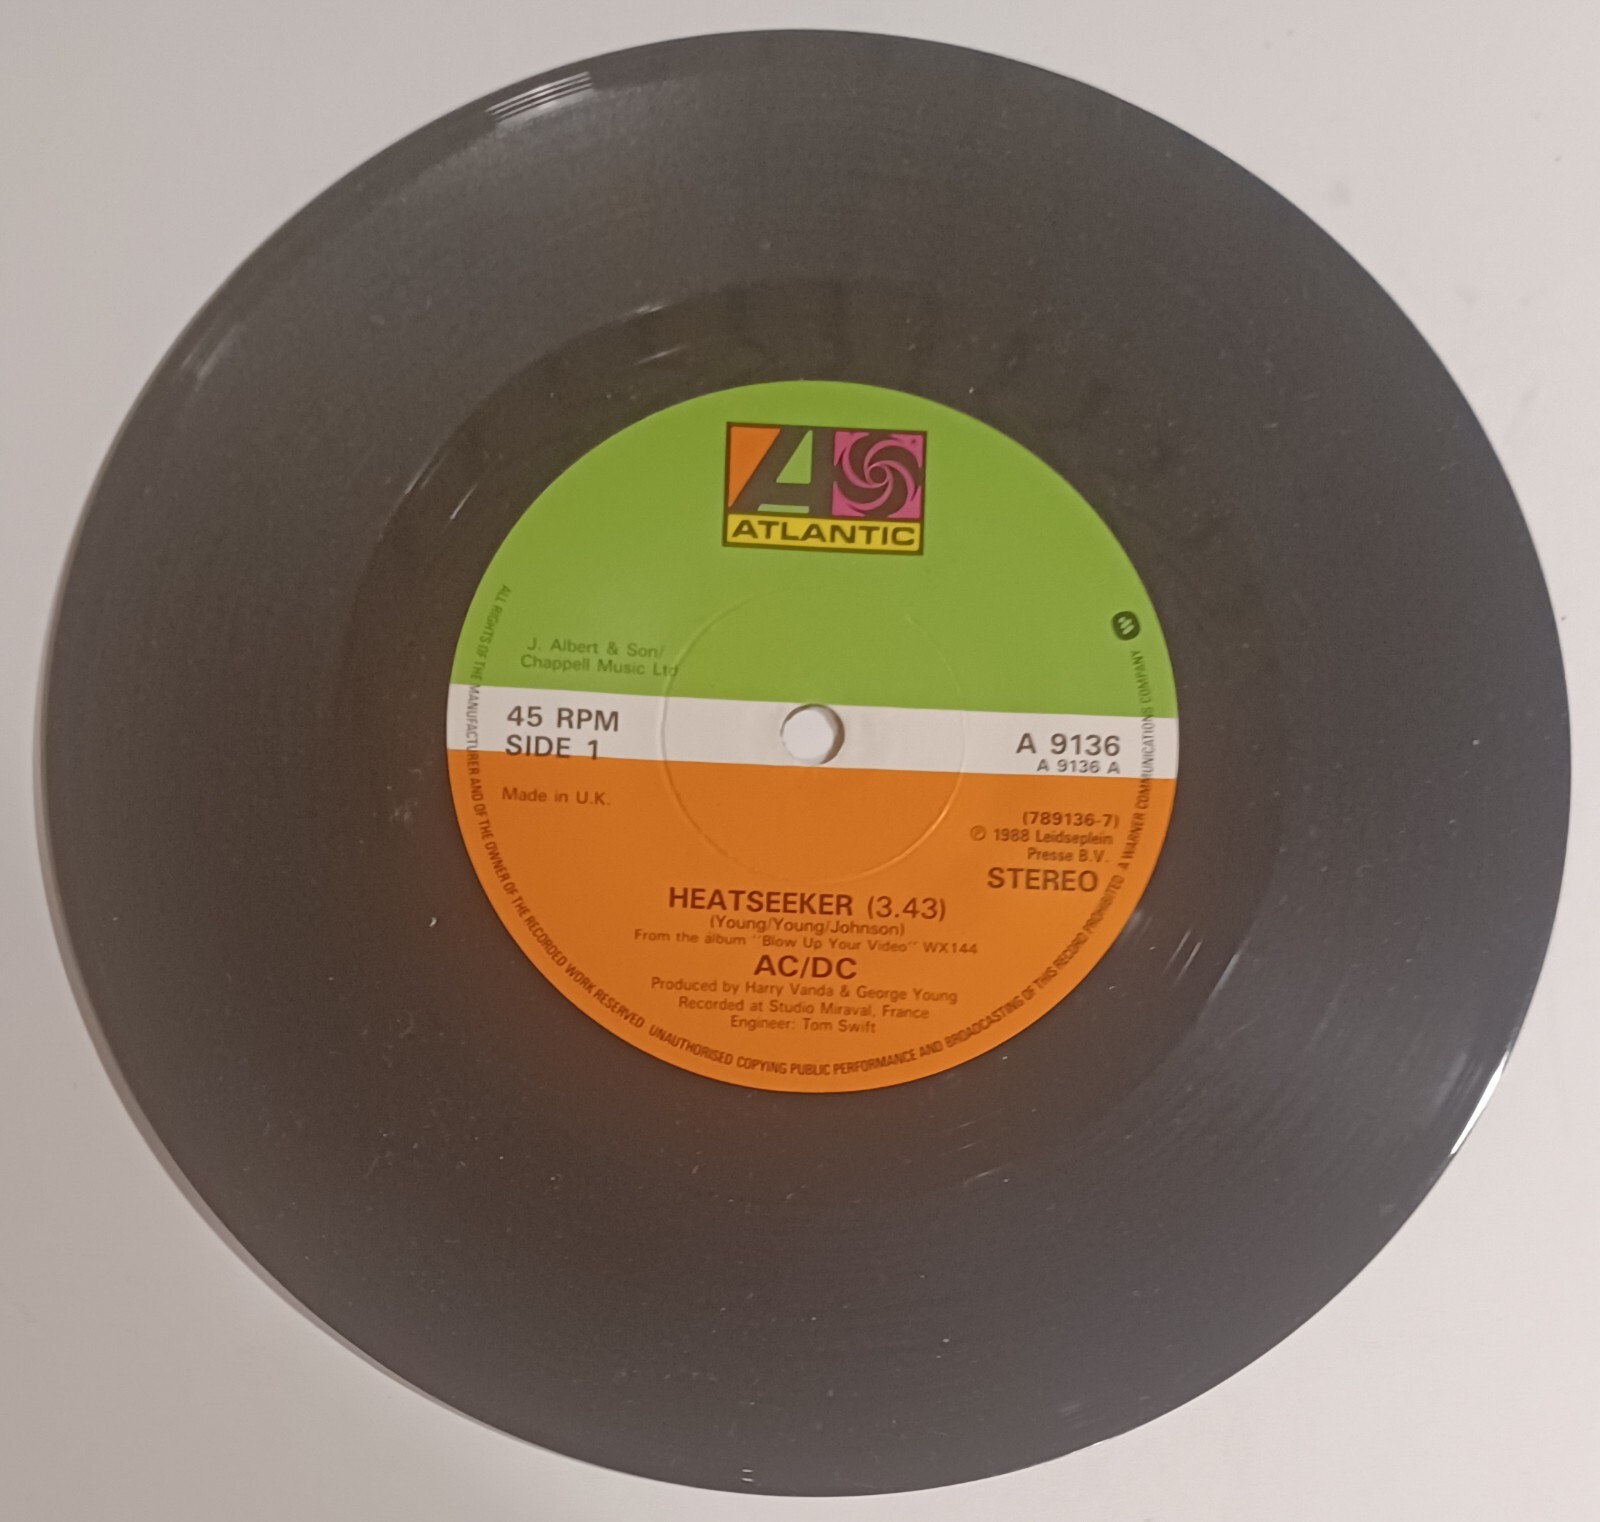 ATLANTIC
J. Albert & Son/
Chappell Music Ltd
45 RPM
SIDE 1
A 9136
A 9136 A
Made in U.K.
(789136-7)
℗ 1988 Leidseplein
Presse B.V.
STEREO
HEATSEEKER (3.43)
(Young/Young/Johnson)
From the album "Blow Up Your Video" WX144
AC/DC
Produced by Harry Vanda & George Young
Recorded at Studio Miraval, France
Engineer: Tom Swift
ALL RIGHTS OF THE MANUFACTURER AND OF THE OWNER OF THE RECORDED WORK RESERVED UNAUTHORISED COPYING PUBLIC PERFORMANCE AND BROADCASTING OF THIS RECORD PROHIBITED A WARNER COMMUNICATIONS COMPANY